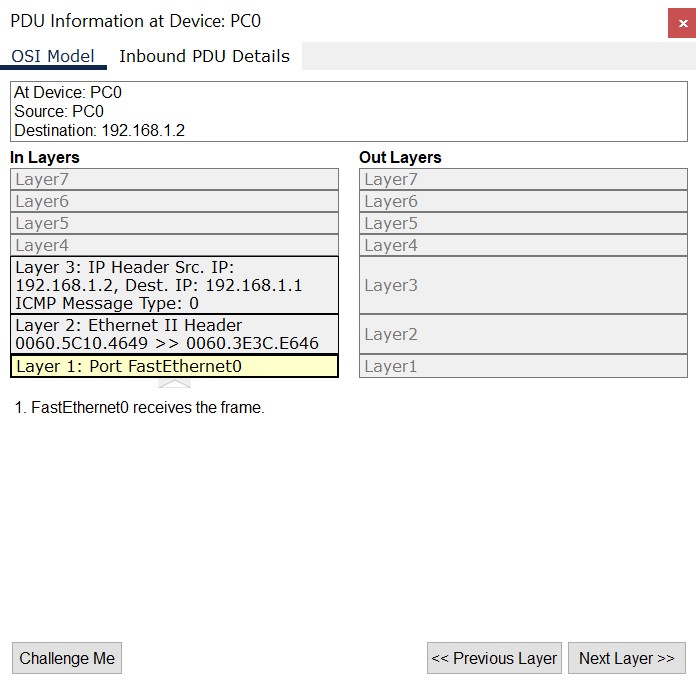 PDU Information at Device: PC0
×
OSI Model Inbound PDU Details
At Device: PC0
Source: PC0
Destination: 192.168.1.2
In Layers
Layer7
Layer6
Layer5
Layer4
Layer 3: IP Header Src. IP:
192.168.1.2, Dest. IP: 192.168.1.1
ICMP Message Type: 0
Layer 2: Ethernet II Header
0060.5C10.4649 >> 0060.3E3C.E646
Layer 1: Port FastEthernet0
Out Layers
Layer7
Layer6
Layer5
Layer4
Layer3
Layer2
Layer1
1. FastEthernet0 receives the frame.
Challenge Me
<< Previous Layer
Next Layer >>